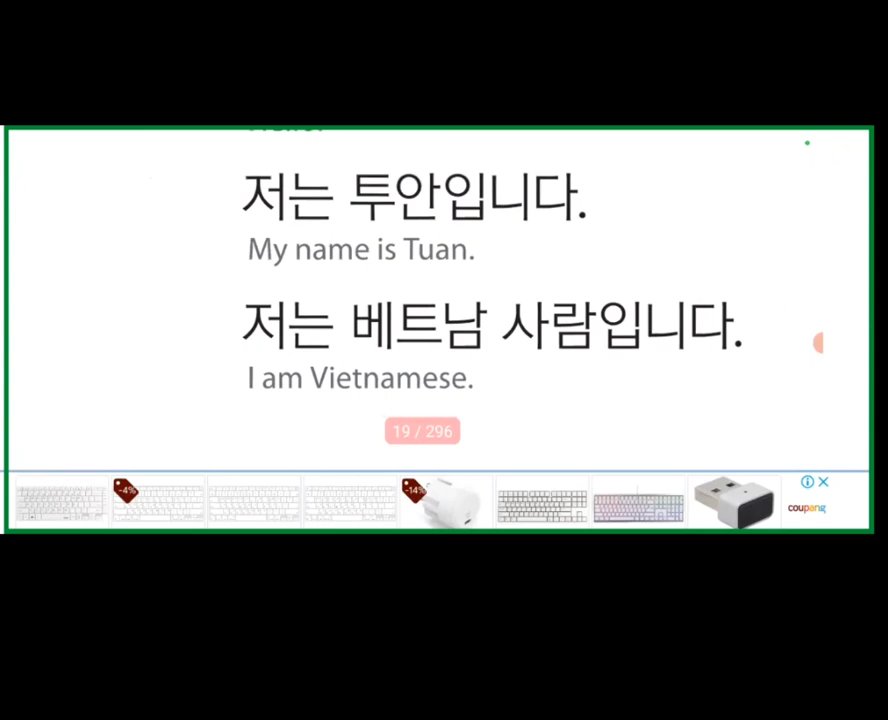 저는 투안입니다.
My name is Tuan.
저는 베트남 사람입니다.
I am Vietnamese.
19 / 296
-4%
-14%
coupang